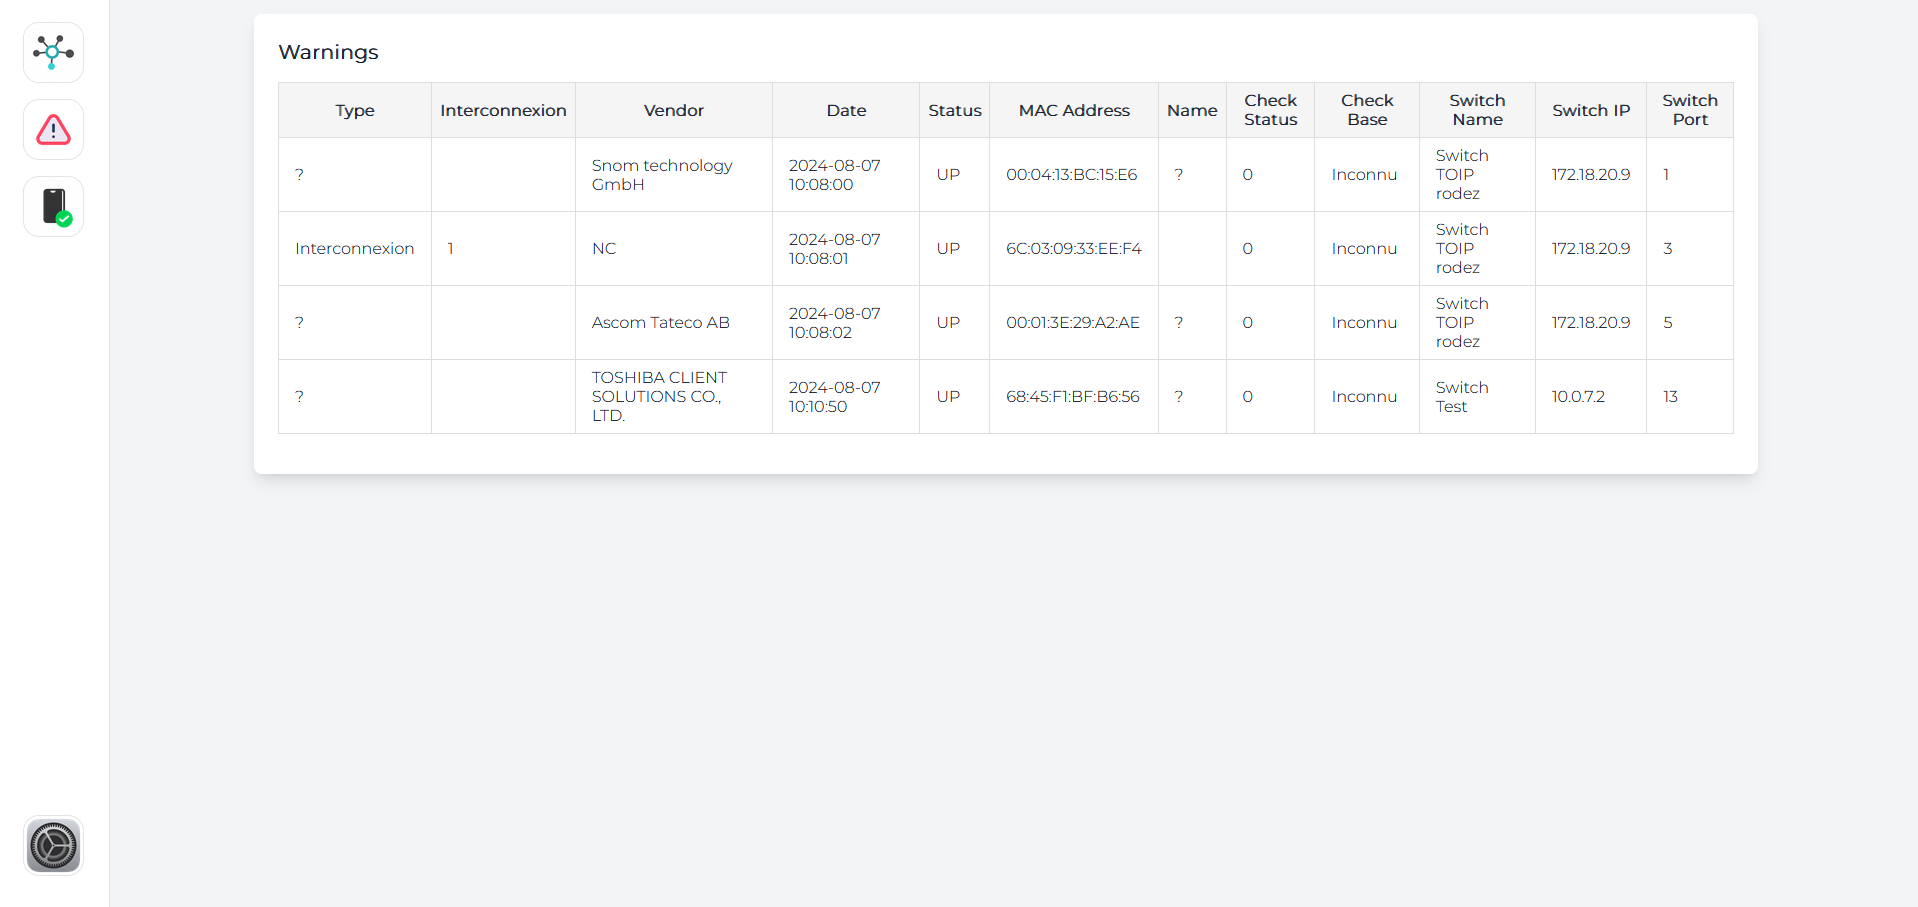 Warnings
Type Interconnexion Vendor Date Status MAC Address Name Check Status Check Base Switch Name Switch IP Switch Port
? Snom technology GmbH 2024-08-07 10:08:00 UP 00:04:13:BC:15:E6 ? 0 Inconnu Switch TOIP rodez 172.18.20.9 1
Interconnexion 1 NC 2024-08-07 10:08:01 UP 6C:03:09:33:EE:F4 0 Inconnu Switch TOIP rodez 172.18.20.9 3
? Ascom Tateco AB 2024-08-07 10:08:02 UP 00:01:3E:29:A2:AE ? 0 Inconnu Switch TOIP rodez 172.18.20.9 5
? TOSHIBA CLIENT SOLUTIONS CO., LTD. 2024-08-07 10:10:50 UP 68:45:F1:BF:B6:56 ? 0 Inconnu Switch Test 10.0.7.2 13